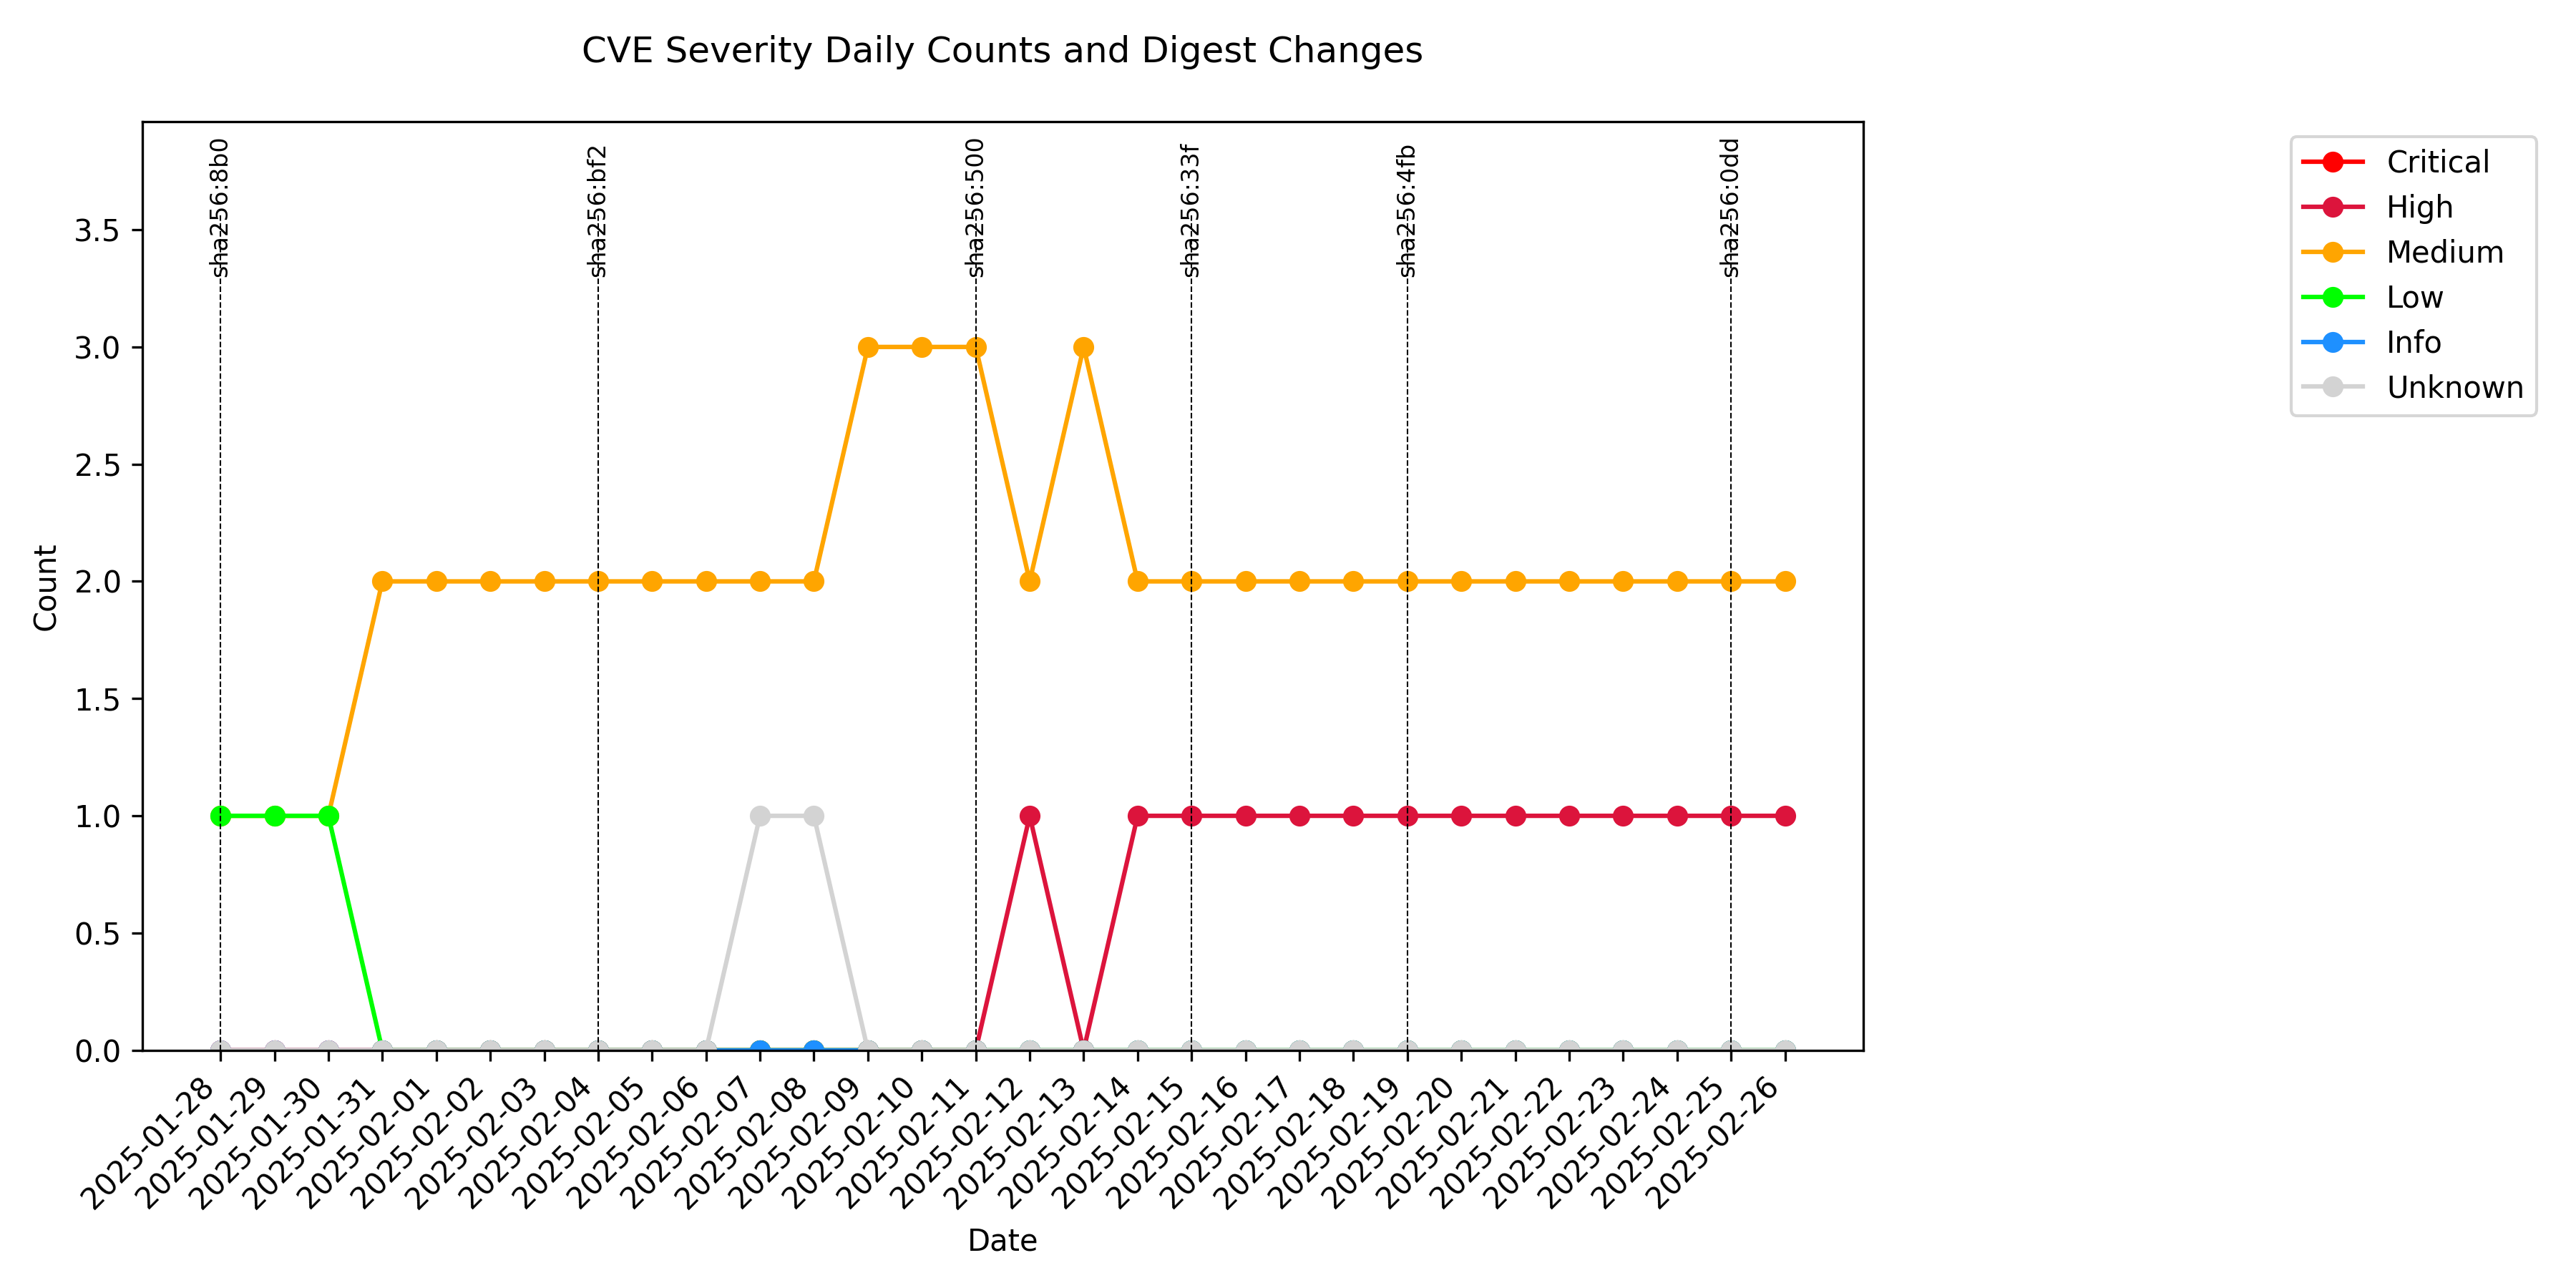 CVE Severity Daily Counts and Digest Changes
sha256:8b0
sha256:bf2
sha256:500
sha256:33f
sha256:4fb
sha256:0dd
Critical
High
Medium
Low
Info
Unknown
Count
3.5
3.0
2.5
2.0
1.5
1.0
0.5
0.0
2025-01-28
2025-01-29
2025-01-30
2025-01-31
2025-02-01
2025-02-02
2025-02-03
2025-02-04
2025-02-05
2025-02-06
2025-02-07
2025-02-08
2025-02-09
2025-02-10
2025-02-11
2025-02-12
2025-02-13
2025-02-14
2025-02-15
2025-02-16
2025-02-17
2025-02-18
2025-02-19
2025-02-20
2025-02-21
2025-02-22
2025-02-23
2025-02-24
2025-02-25
2025-02-26
Date